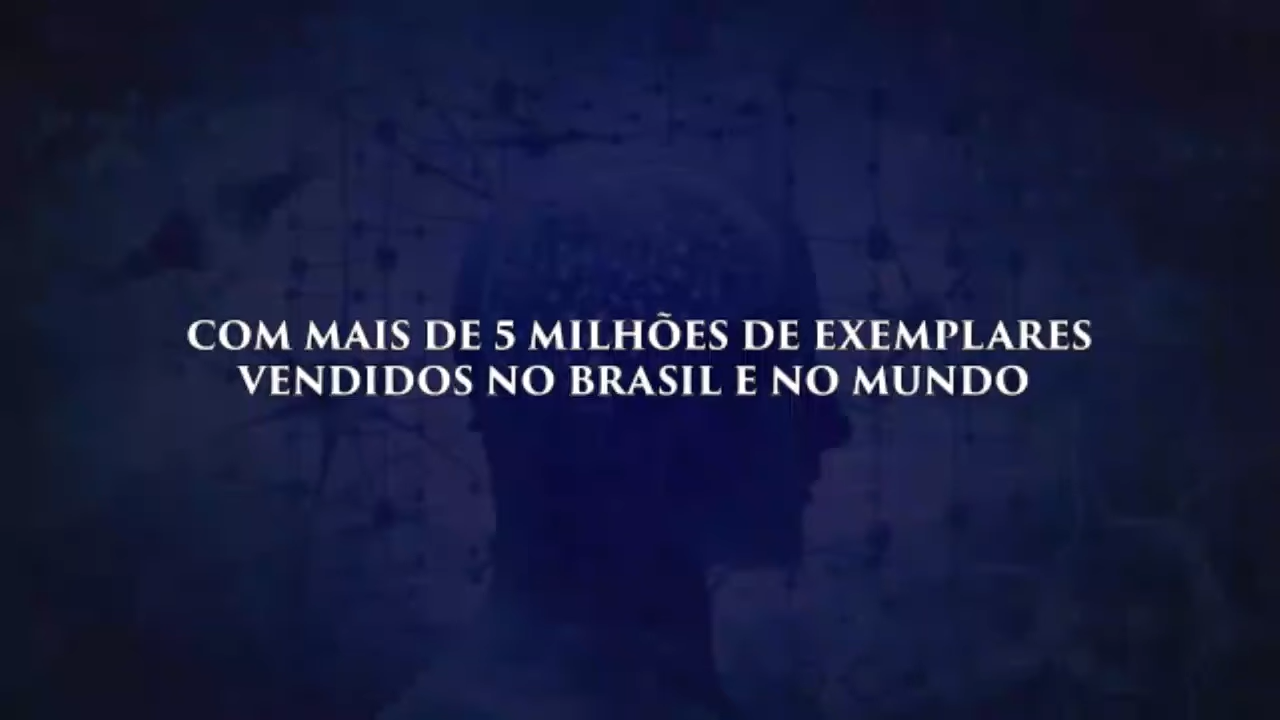 COM MAIS DE 5 MILHÕES DE EXEMPLARES
VENDIDOS NO BRASIL E NO MUNDO